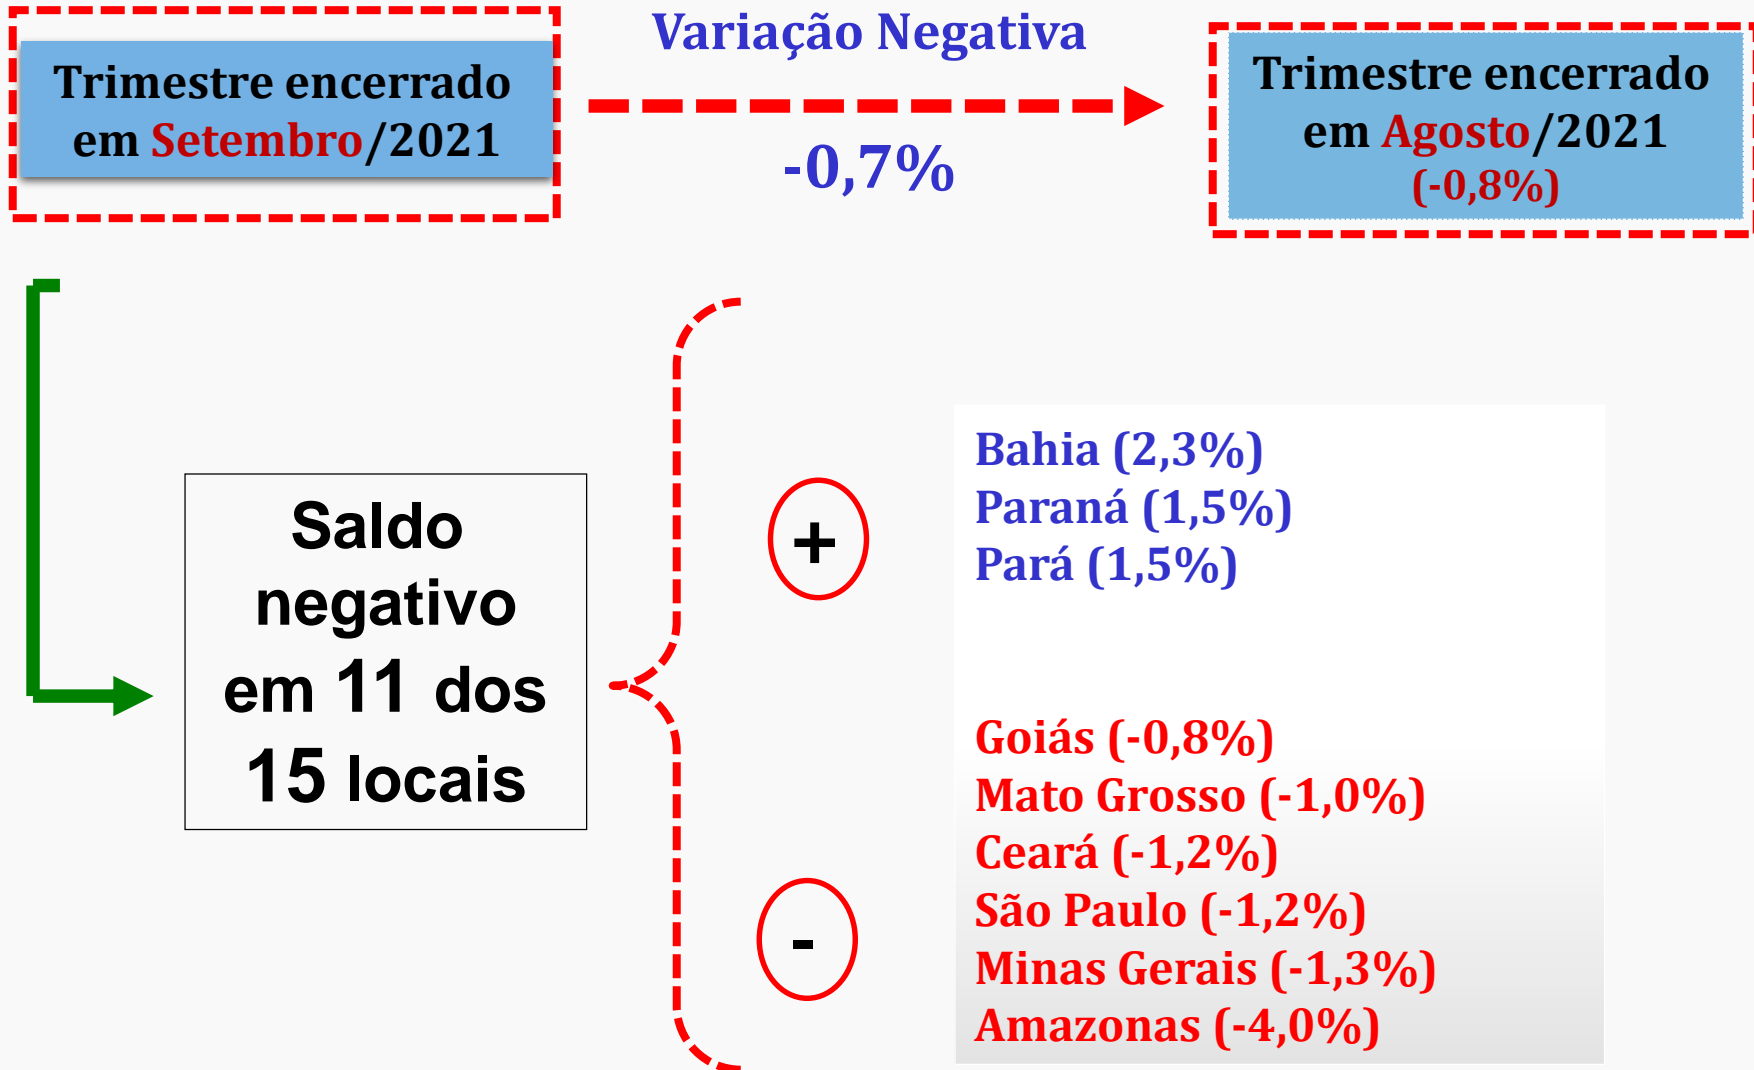 Trimestre encerrado
em Setembro/2021
Variação Negativa
-0,7%
Trimestre encerrado
em Agosto/2021
(-0,8%)
Saldo
negativo
em 11 dos
15 locais
+
Bahia (2,3%)
Paraná (1,5%)
Pará (1,5%)
-
Goiás (-0,8%)
Mato Grosso (-1,0%)
Ceará (-1,2%)
São Paulo (-1,2%)
Minas Gerais (-1,3%)
Amazonas (-4,0%)